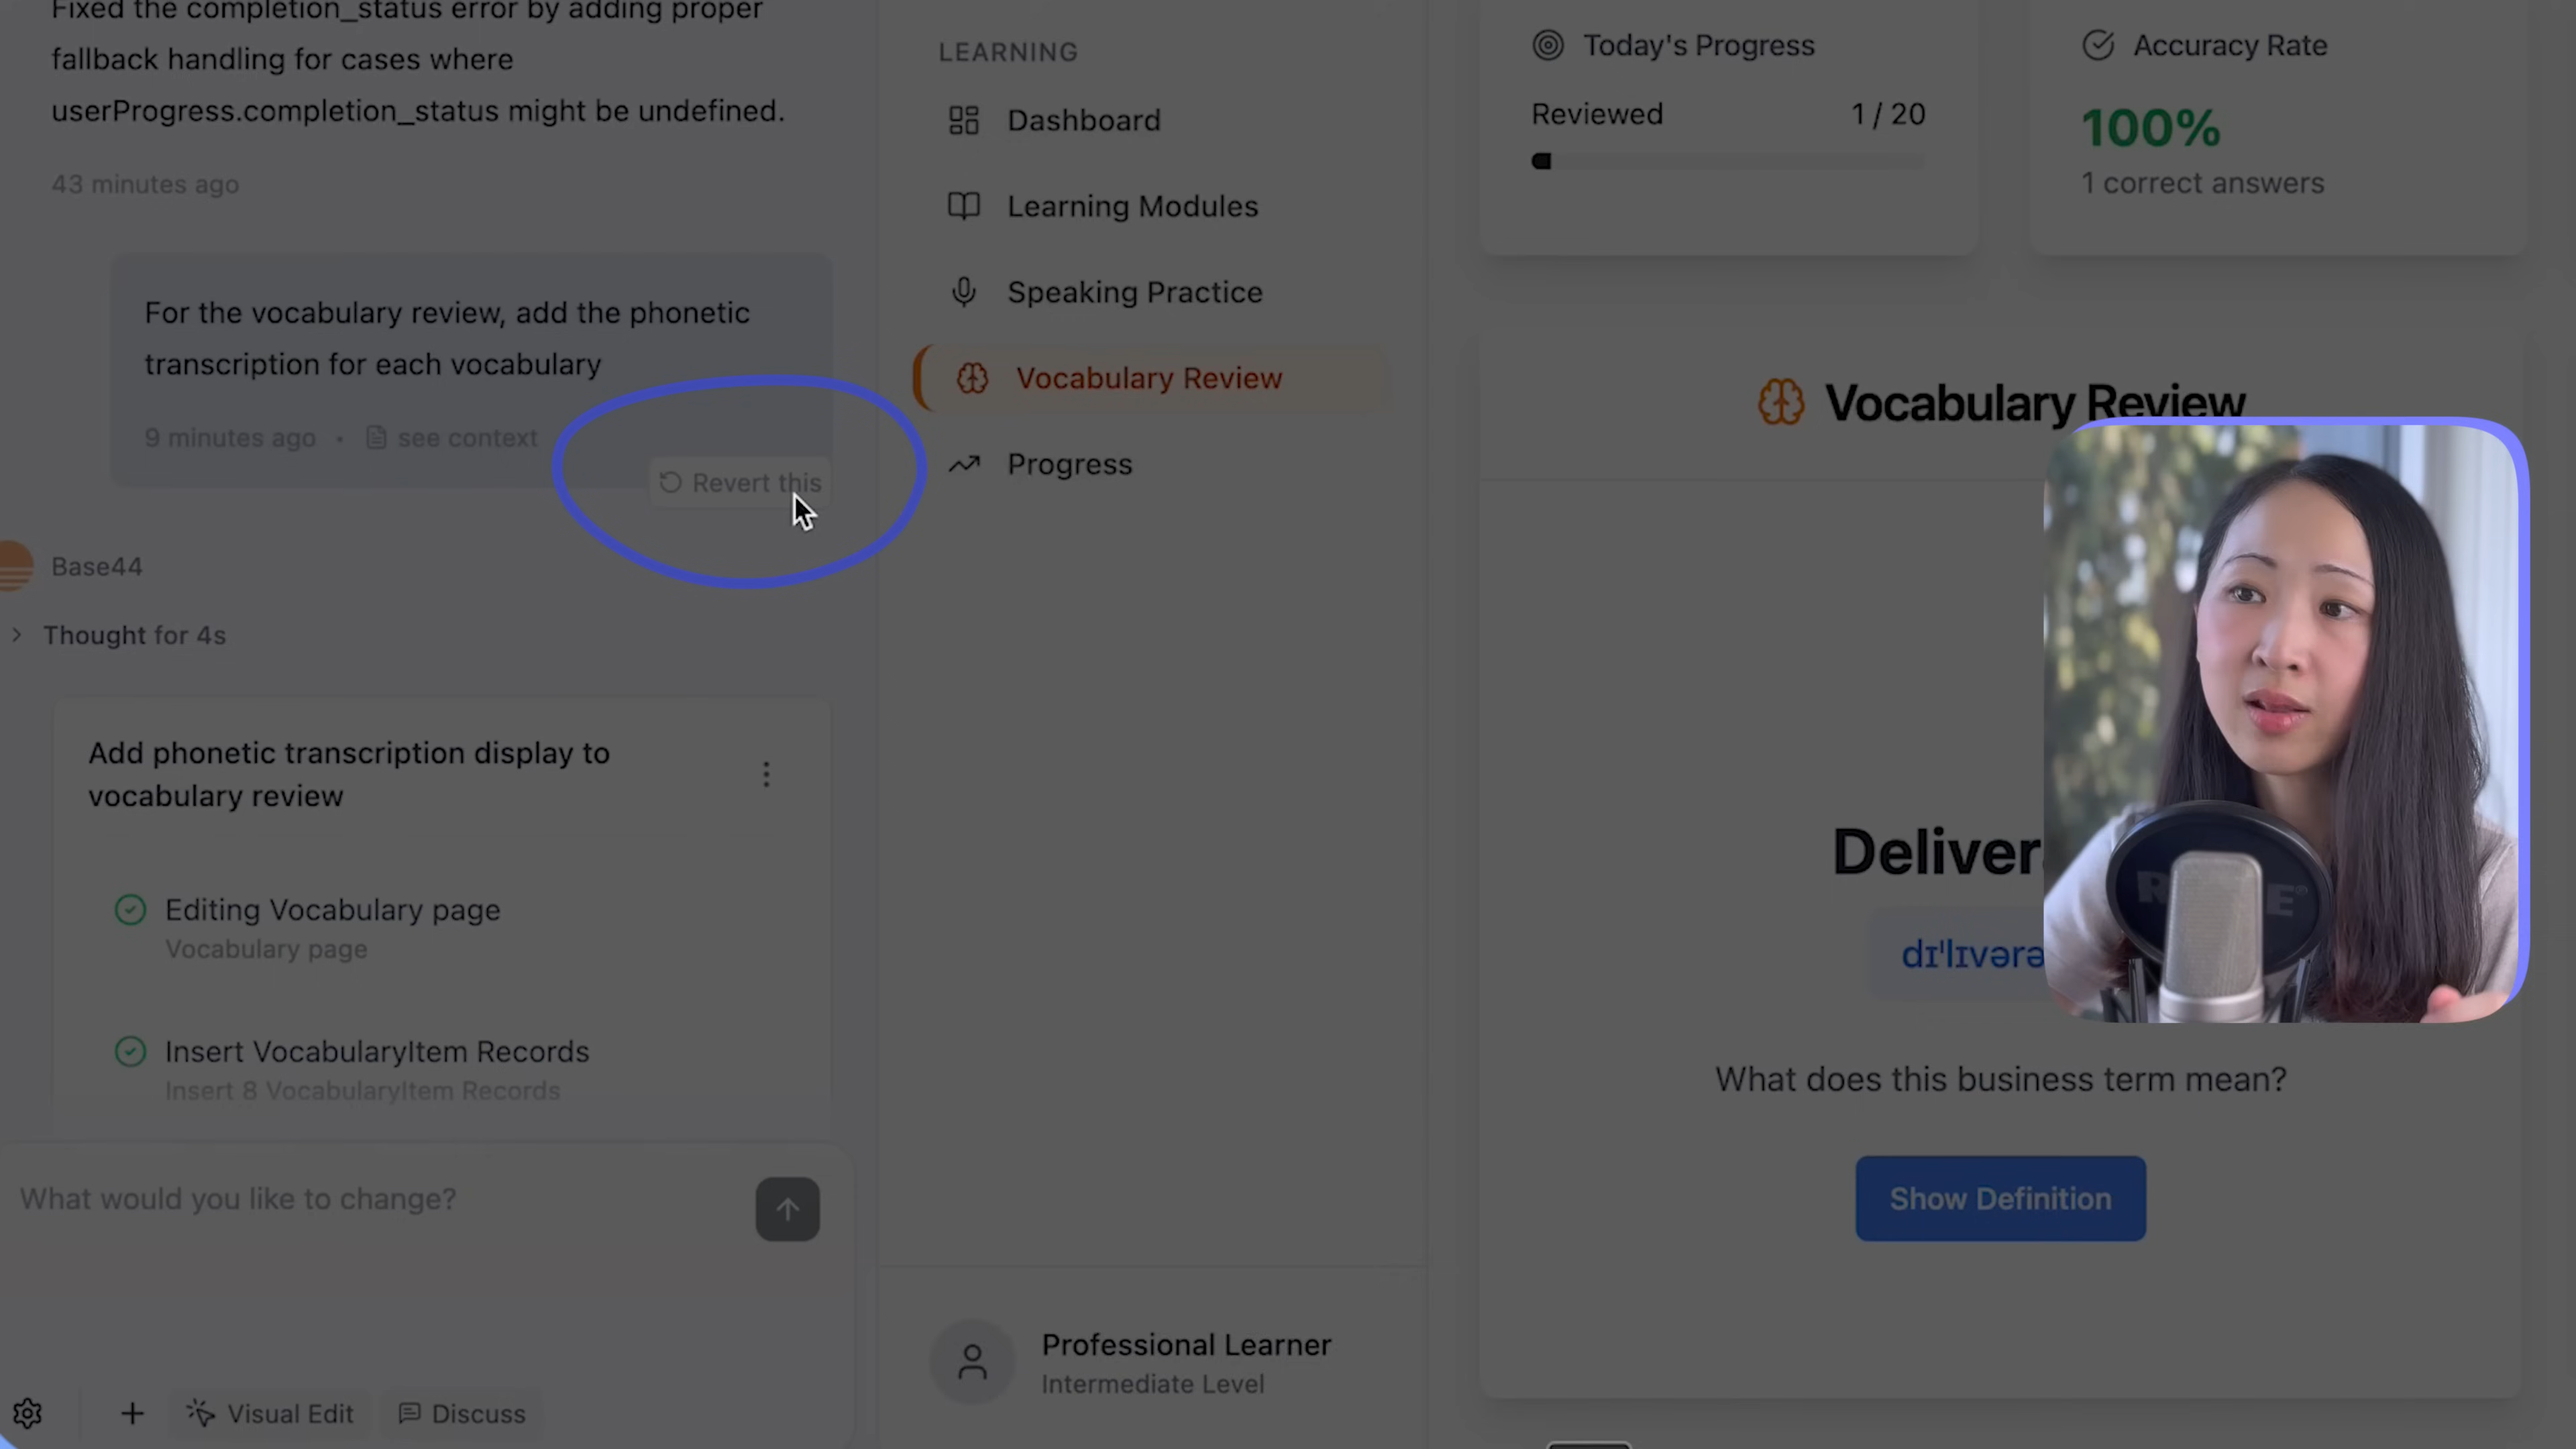 Fixed the completion_status error by adding proper
fallback handling for cases where
userProgress.completion_status might be undefined.
43 minutes ago
For the vocabulary review, add the phonetic
transcription for each vocabulary
9 minutes ago • see context
Revert this
Base44
Thought for 4s
Add phonetic transcription display to
vocabulary review
Editing Vocabulary page
Vocabulary page
Insert VocabularyItem Records
Insert 8 VocabularyItem Records
What would you like to change?
Visual Edit
Discuss
LEARNING
Dashboard
Learning Modules
Speaking Practice
Vocabulary Review
Progress
Professional Learner
Intermediate Level
Today's Progress
Reviewed 1 / 20
Accuracy Rate
100%
1 correct answers
Vocabulary Review
Deliver
dɪˈlɪvərə
What does this business term mean?
Show Definition